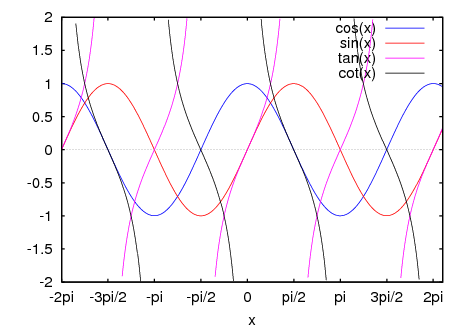 2
1.5
1
0.5
0
-0.5
-1
-1.5
-2
cos(x)
sin(x)
tan(x)
cot(x)
-2pi -3pi/2 -pi -pi/2 0 pi/2 pi 3pi/2 2pi
x